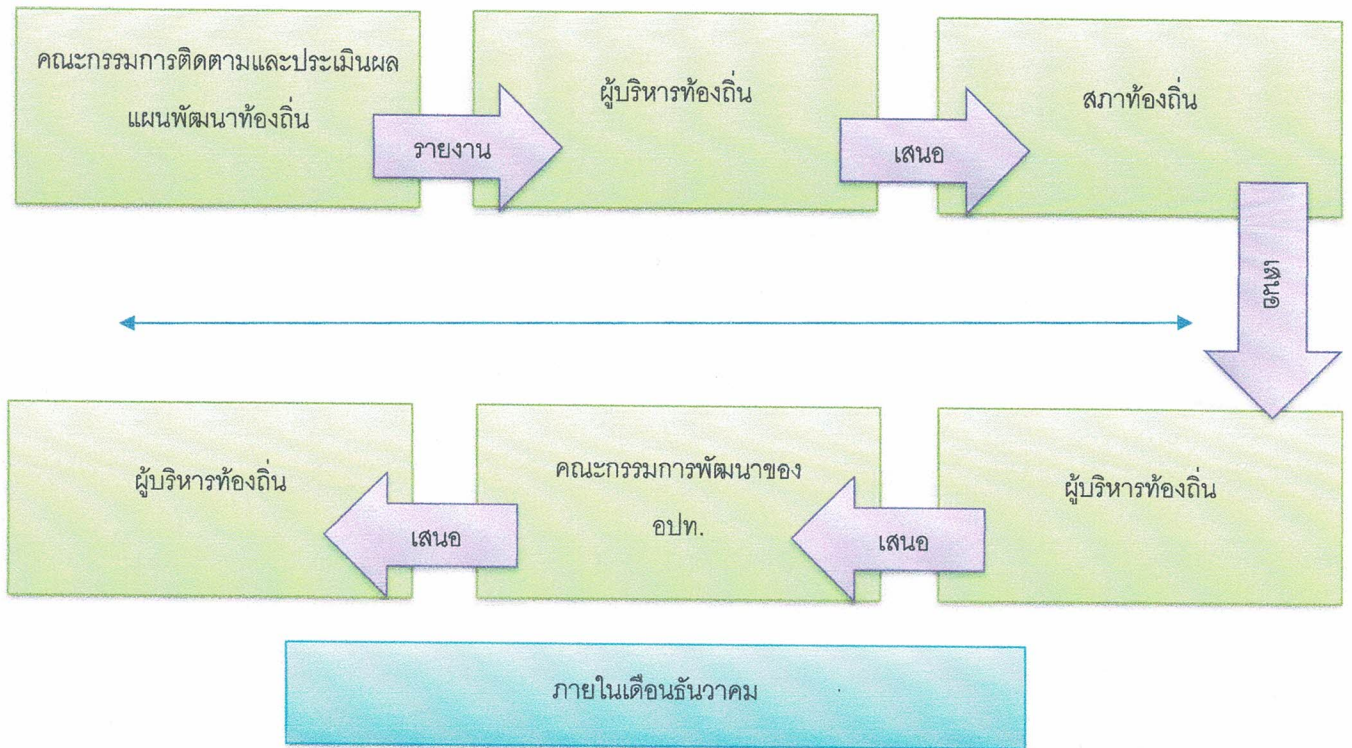 คณะกรรมการติดตามและประเมินผล
แผนพัฒนาท้องถิ่น
รายงาน
ผู้บริหารท้องถิ่น
เสนอ
สภาท้องถิ่น
เสนอ
ผู้บริหารท้องถิ่น
เสนอ
คณะกรรมการพัฒนาของ
อปท.
เสนอ
ผู้บริหารท้องถิ่น
ภายในเดือนธันวาคม